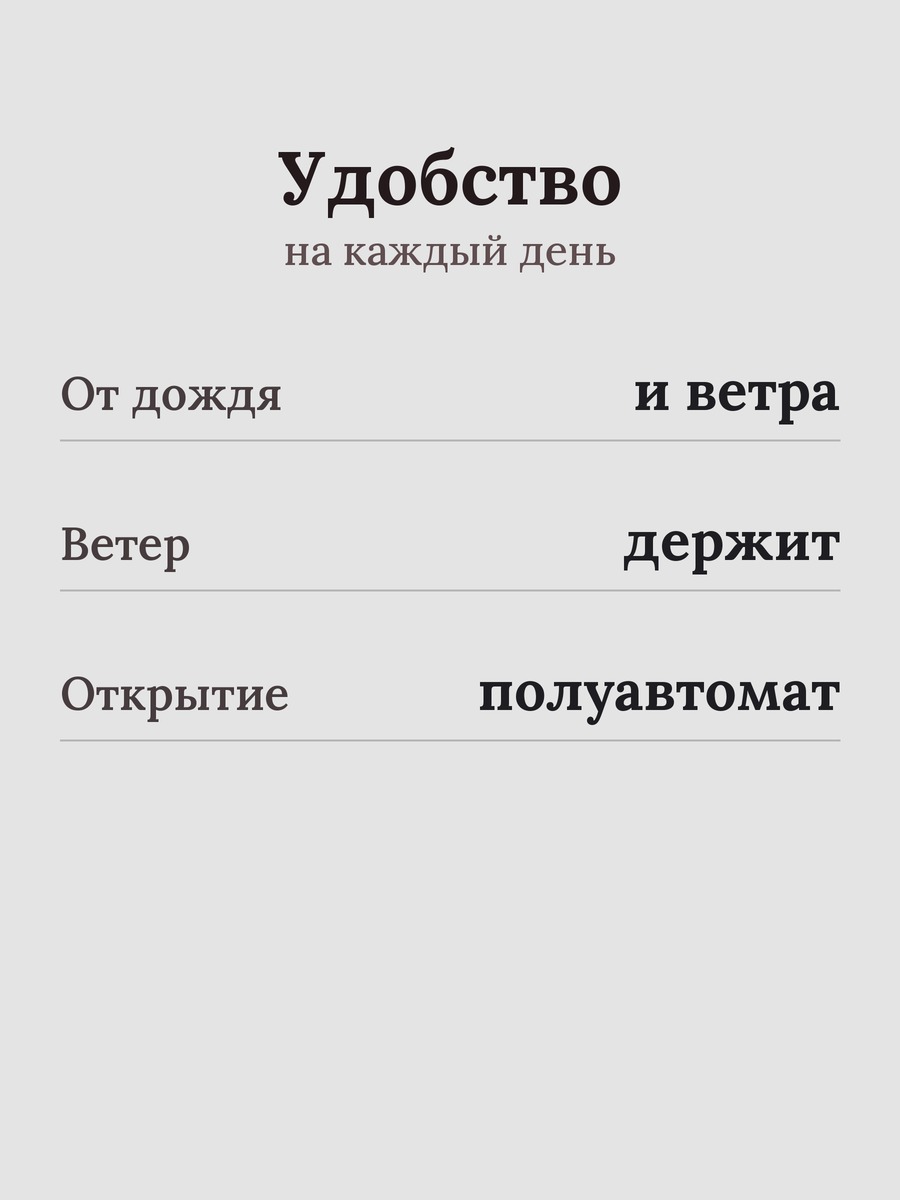 Удобство
на каждый день
От дождя и ветра
Ветер держит
Открытие полуавтомат